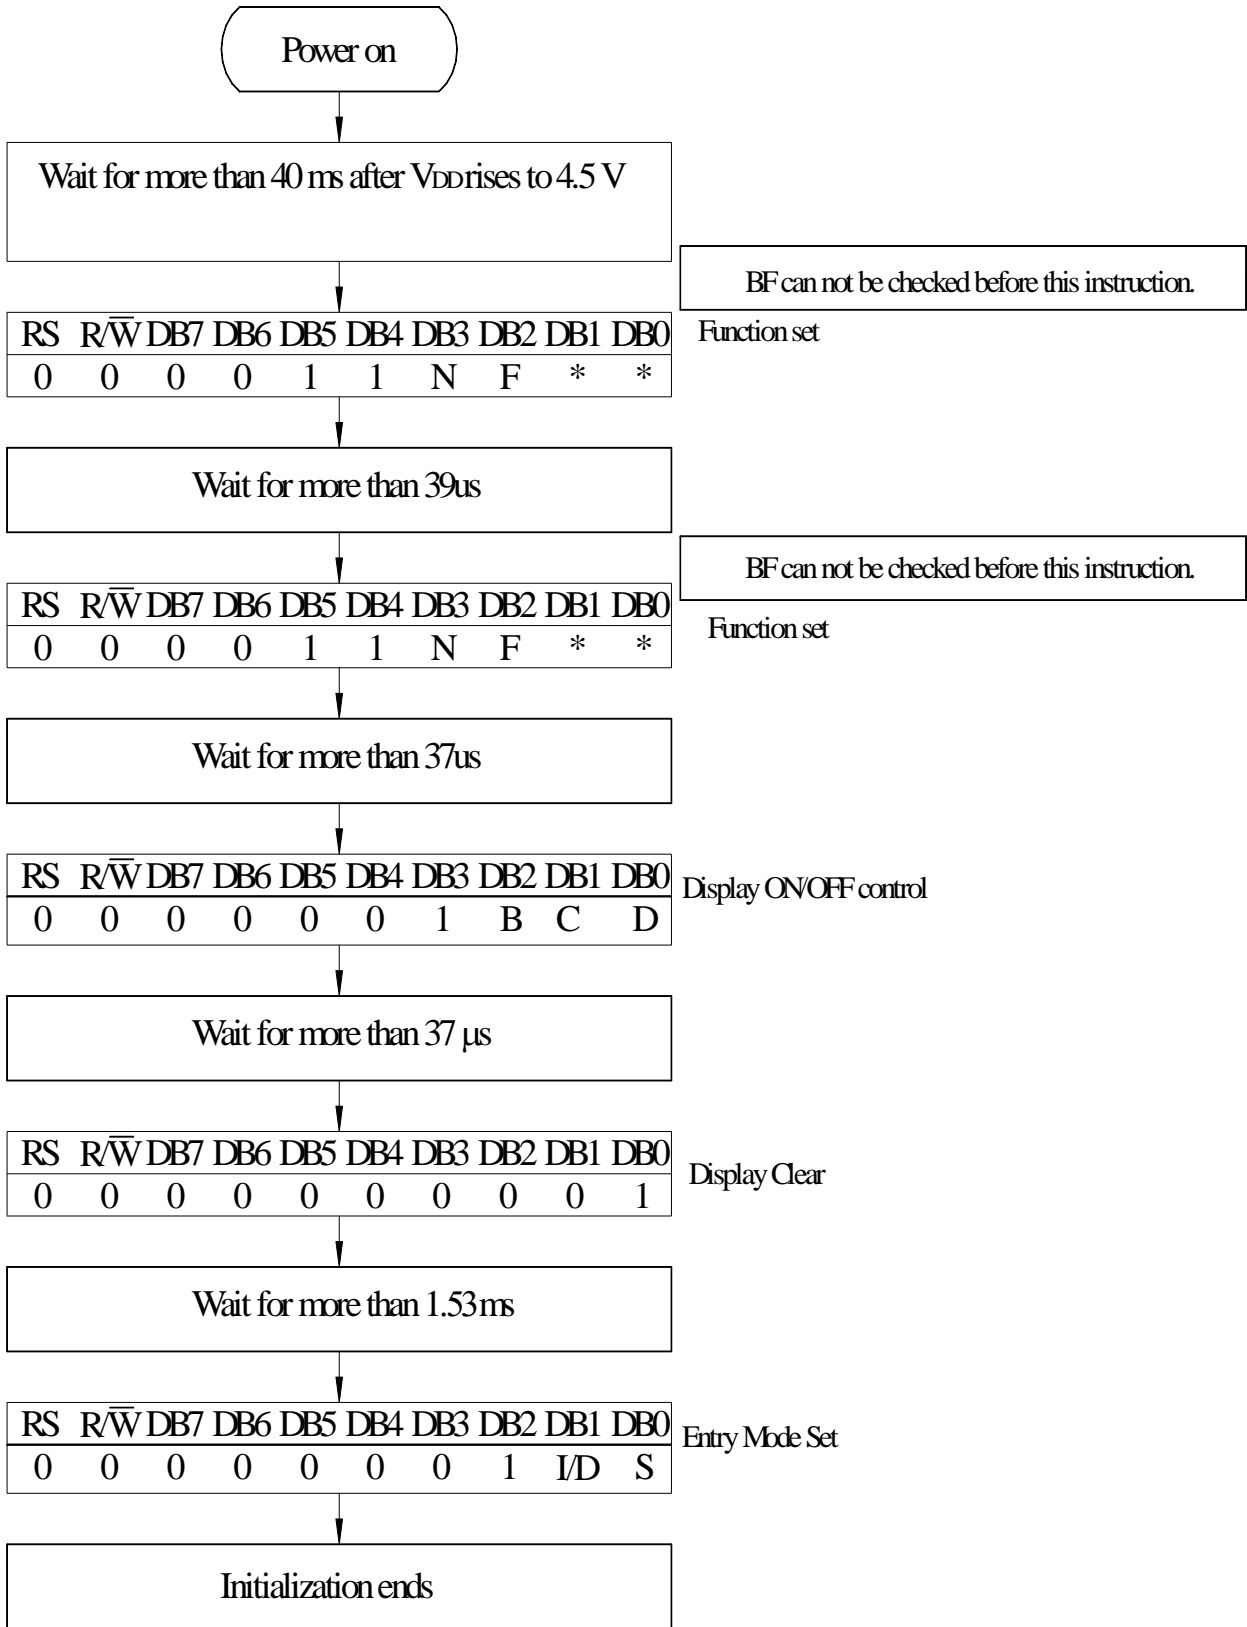 Power on
Wait for more than 40 ms after VDD rises to 4.5 V
BF can not be checked before this instruction.
RS R/W̅ DB7 DB6 DB5 DB4 DB3 DB2 DB1 DB0
Function set
0 0 0 0 1 1 N F * *
Wait for more than 39us
BF can not be checked before this instruction.
RS R/W̅ DB7 DB6 DB5 DB4 DB3 DB2 DB1 DB0
Function set
0 0 0 0 1 1 N F * *
Wait for more than 37us
RS R/W̅ DB7 DB6 DB5 DB4 DB3 DB2 DB1 DB0
Display ON/OFF control
0 0 0 0 0 0 1 B C D
Wait for more than 37 μs
RS R/W̅ DB7 DB6 DB5 DB4 DB3 DB2 DB1 DB0
Display Clear
0 0 0 0 0 0 0 0 0 1
Wait for more than 1.53ms
RS R/W̅ DB7 DB6 DB5 DB4 DB3 DB2 DB1 DB0
Entry Mode Set
0 0 0 0 0 0 0 1 I/D S
Initialization ends